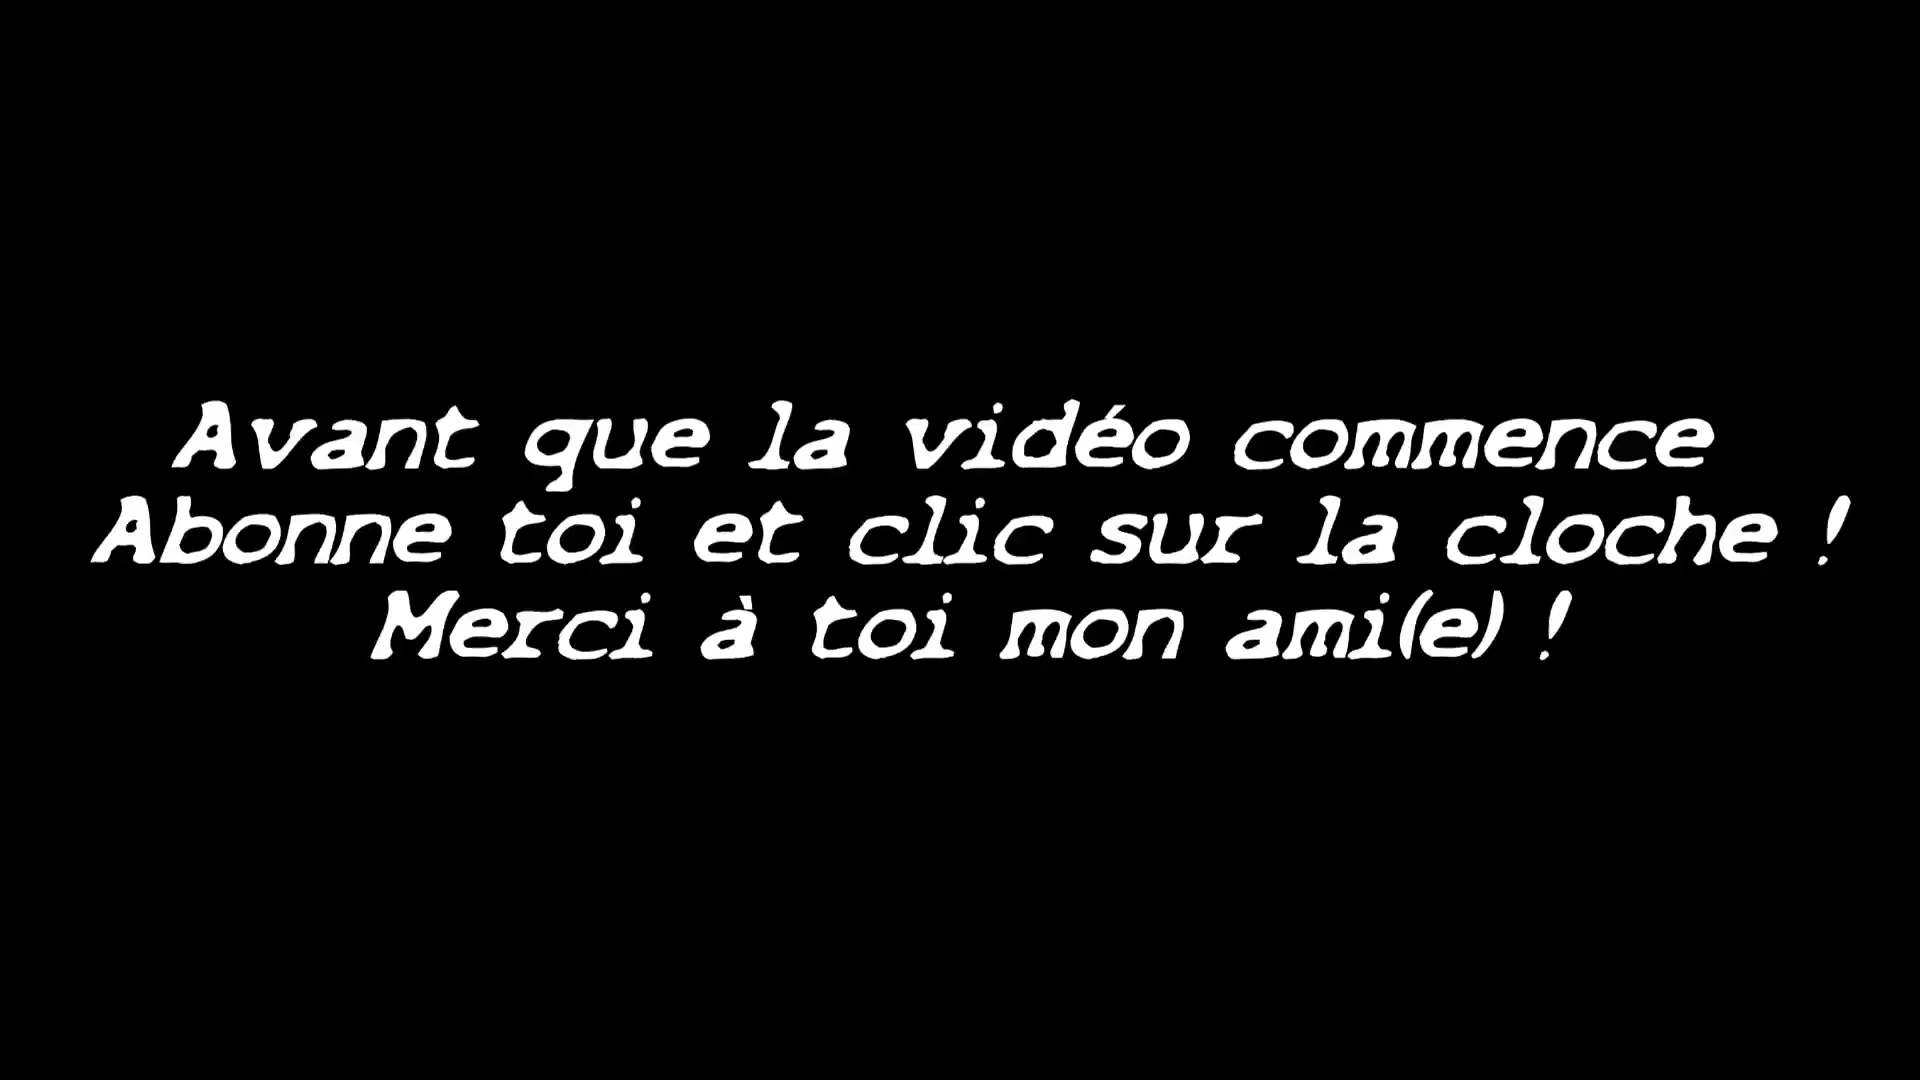 Avant que la vidéo commence
Abonne toi et clic sur la cloche !
Merci à toi mon ami(e) !